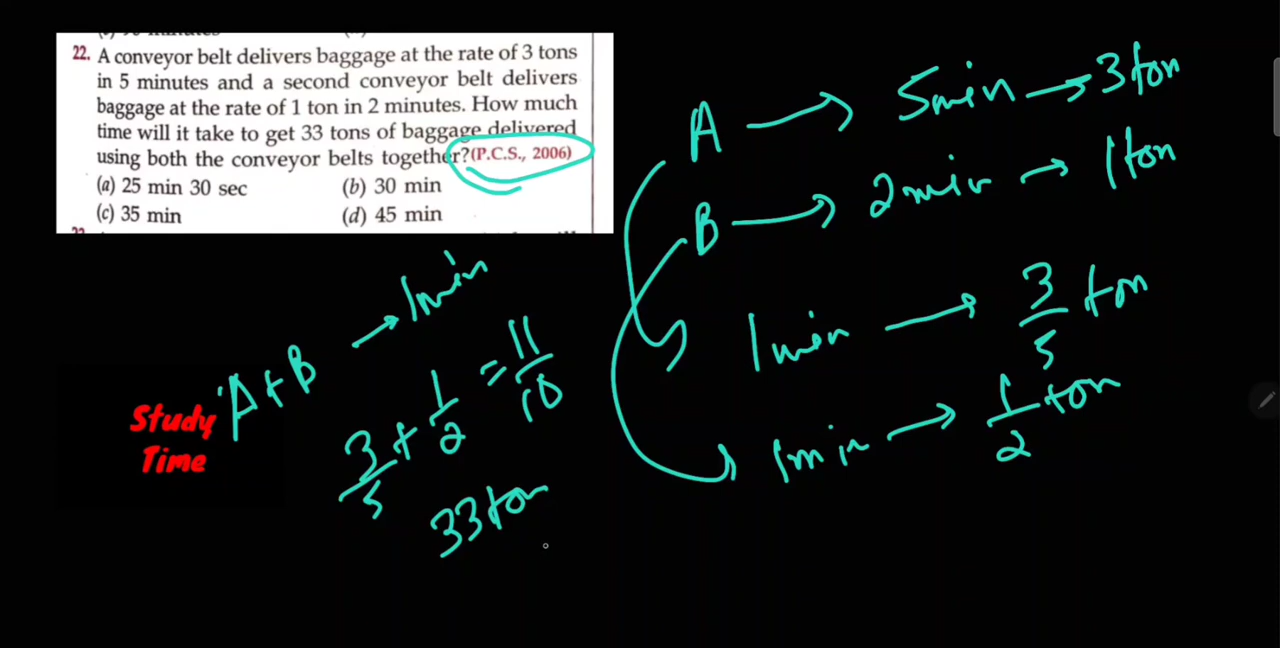 22. A conveyor belt delivers baggage at the rate of 3 tons
in 5 minutes and a second conveyor belt delivers
baggage at the rate of 1 ton in 2 minutes. How much
time will it take to get 33 tons of baggage delivered
using both the conveyor belts together? (P.C.S., 2006)
(a) 25 min 30 sec (b) 30 min
(c) 35 min (d) 45 min
A → 5min → 3 ton
B → 2min → 1 ton
1 min → 3/5 ton
1 min → 1/2 ton
A+B → 1min
3/5 + 1/2 = 11/10
33 ton
Study
Time